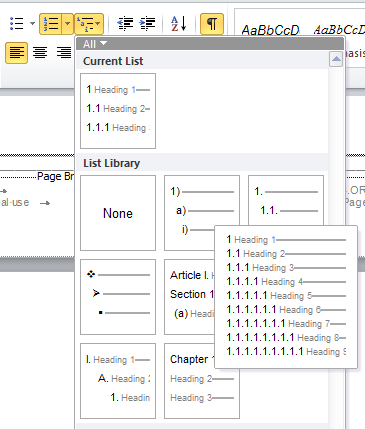 AaBbCcD AaBbCcD
All
Current List
1 Heading 1
1.1 Heading 2
1.1.1 Heading
List Library
None
1)
a)
i)
1.
1.1.
Article I.
Section 1
(a) Head
I. Heading 1
A. Heading 2
1. Headin
Chapter 1
Heading 2
Heading 3
1 Heading 1
1.1 Heading 2
1.1.1 Heading 3
1.1.1.1 Heading 4
1.1.1.1.1 Heading 5
1.1.1.1.1.1 Heading 6
1.1.1.1.1.1.1 Heading 7
1.1.1.1.1.1.1.1 Heading 8
1.1.1.1.1.1.1.1.1 Heading 9
Page Br
al·use